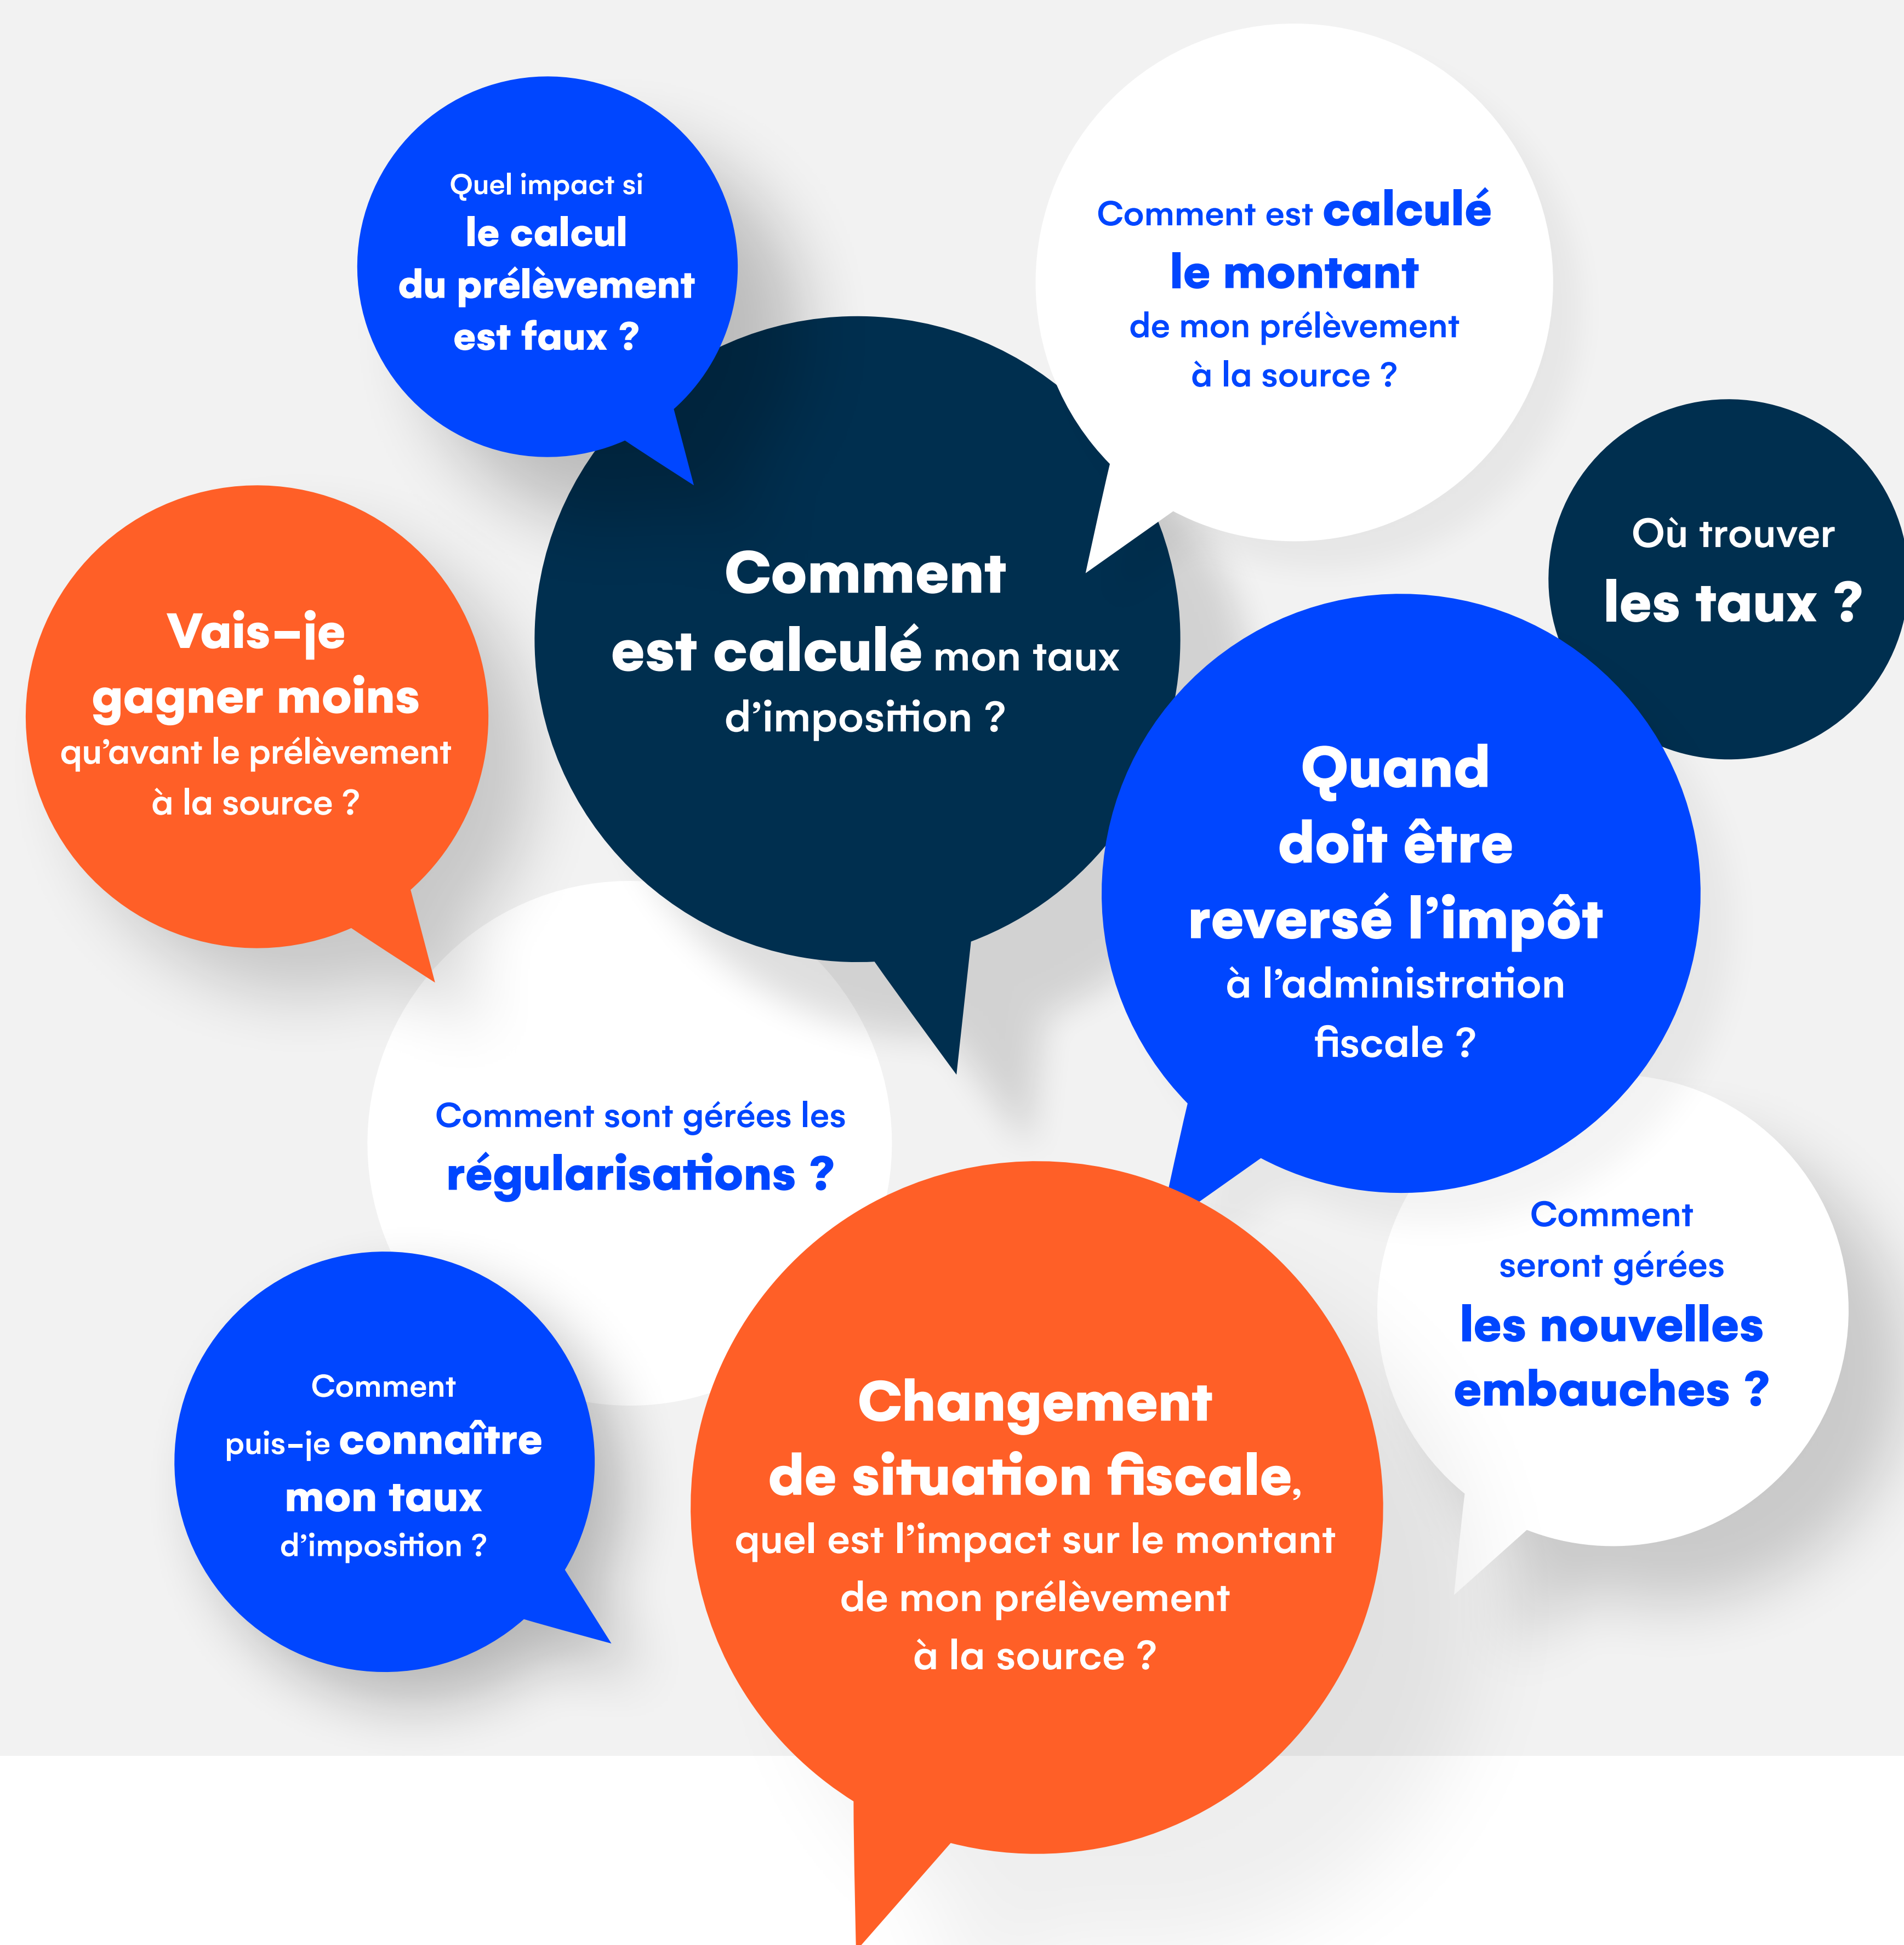 Quel impact si
le calcul
du prélèvement
est faux ?
Comment est calculé
le montant
de mon prélèvement
à la source ?
Où trouver
les taux ?
Comment
est calculé mon taux
d’imposition ?
Vais-je
gagner moins
qu’avant le prélèvement
à la source ?
Quand
doit être
reversé l’impôt
à l’administration
fiscale ?
Comment sont gérées les
régularisations ?
Comment
seront gérées
les nouvelles
embauches ?
Comment
puis-je connaître
mon taux
d’imposition ?
Changement
de situation fiscale,
quel est l’impact sur le montant
de mon prélèvement
à la source ?